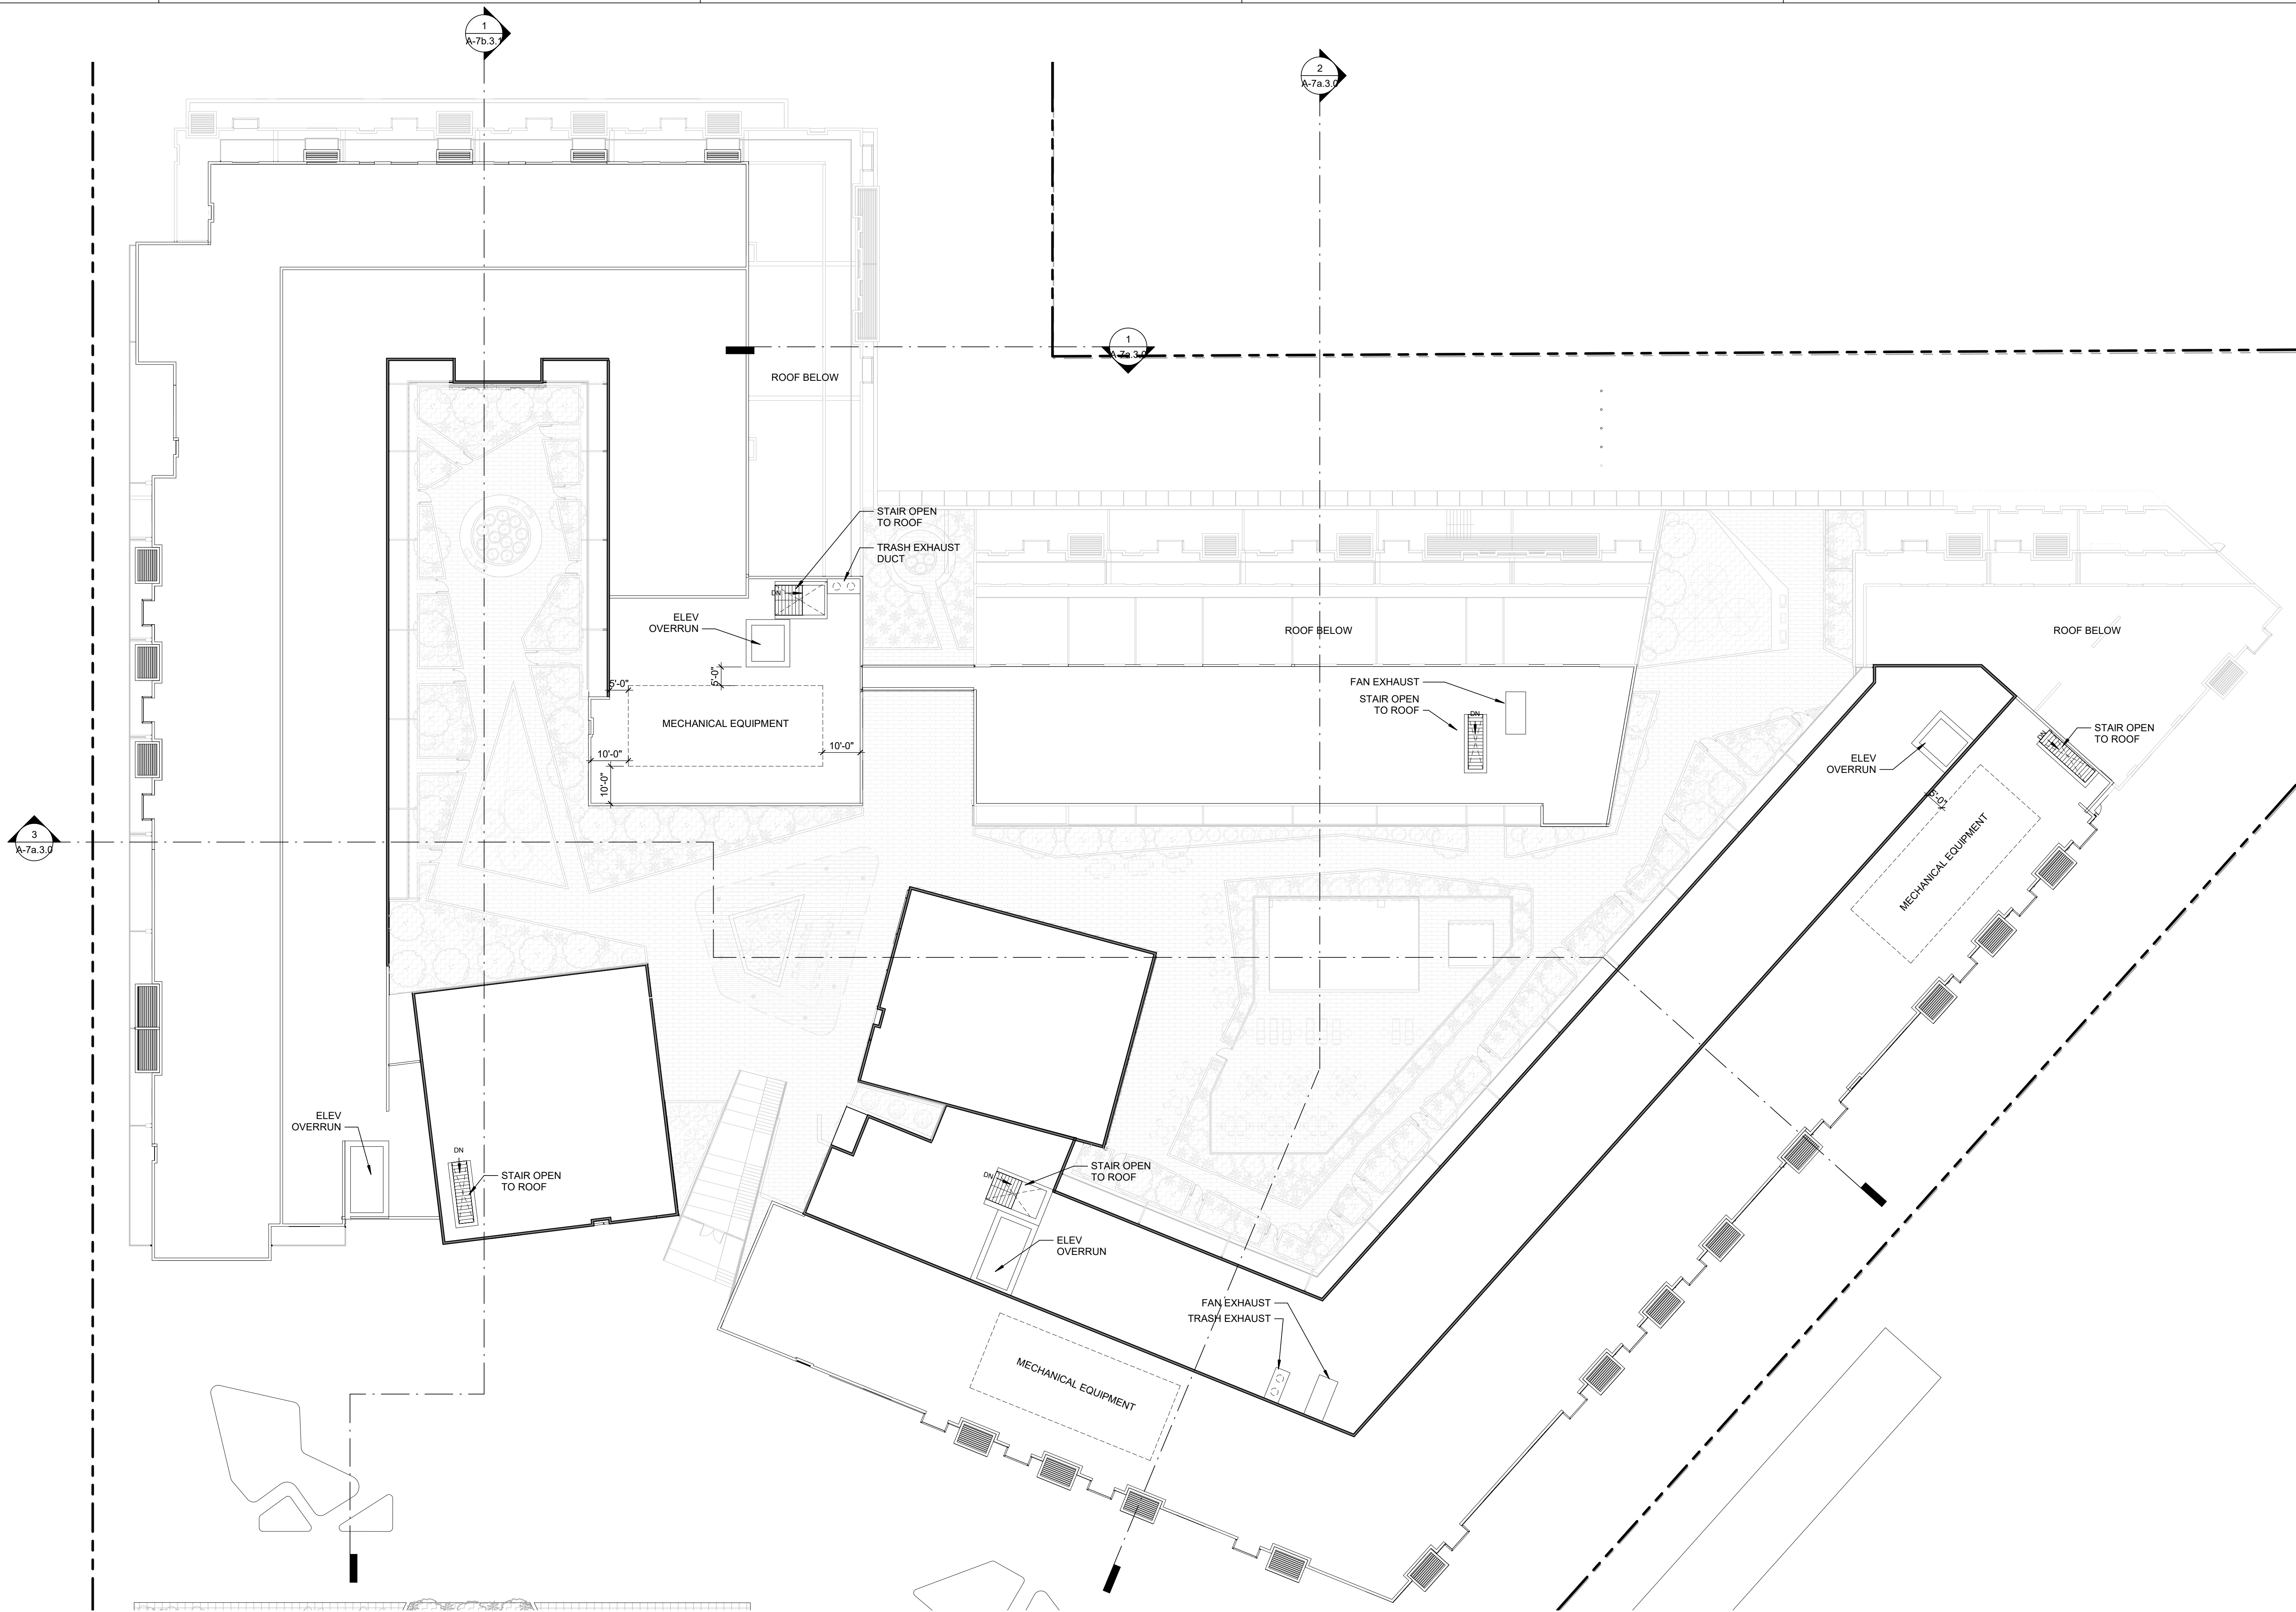 1
A-7b.3.1
2
A-7a.3.0
1
A-7a.3.0
ROOF BELOW
STAIR OPEN
TO ROOF
TRASH EXHAUST
DUCT
DN
ELEV
OVERRUN
5'-0"
5'-0"
MECHANICAL EQUIPMENT
10'-0"
10'-0"
10'-0"
ROOF BELOW
FAN EXHAUST
STAIR OPEN
TO ROOF
DN
ROOF BELOW
STAIR OPEN
TO ROOF
DN
ELEV
OVERRUN
5'-0"
MECHANICAL EQUIPMENT
3
A-7a.3.0
ELEV
OVERRUN
DN
STAIR OPEN
TO ROOF
DN
STAIR OPEN
TO ROOF
ELEV
OVERRUN
FAN EXHAUST
TRASH EXHAUST
MECHANICAL EQUIPMENT